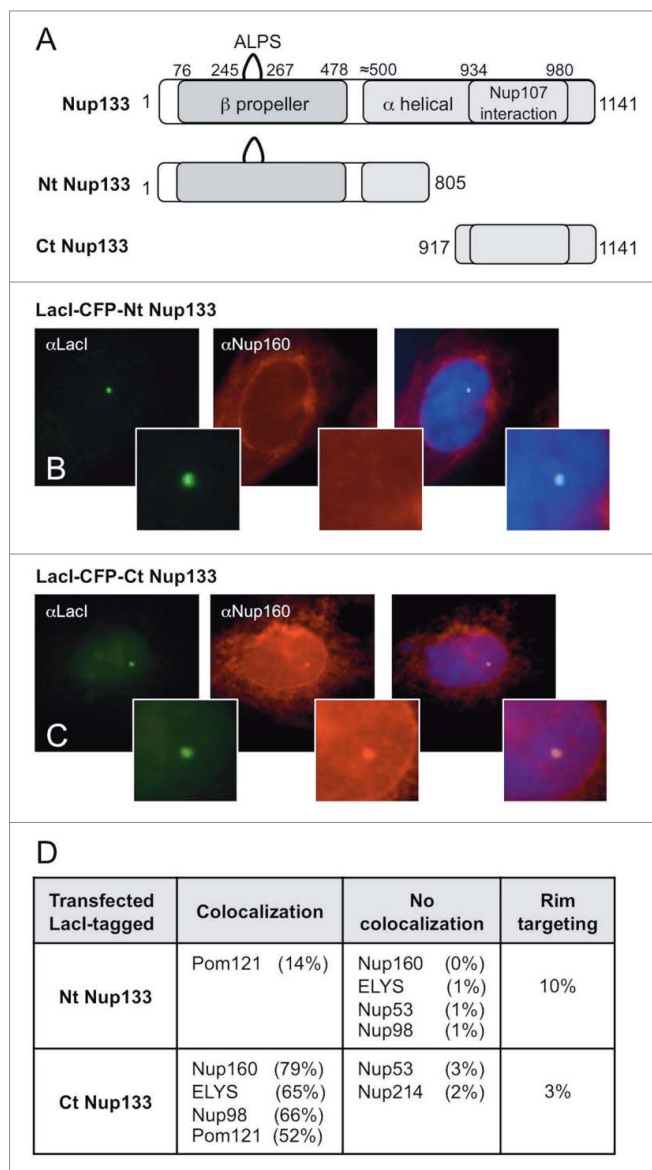 A
ALPS
76 245 267 478 ≈500 934 980
Nup133 1 β propeller α helical Nup107 interaction 1141
Nt Nup133 1 805
Ct Nup133 917 1141
LacI-CFP-Nt Nup133
αLacI αNup160
B
LacI-CFP-Ct Nup133
αLacI αNup160
C
D
Transfected LacI-tagged Colocalization No colocalization Rim targeting
Nt Nup133 Pom121 (14%) Nup160 (0%) 10%
ELYS (1%)
Nup53 (1%)
Nup98 (1%)
Ct Nup133 Nup160 (79%) Nup53 (3%) 3%
ELYS (65%) Nup214 (2%)
Nup98 (66%)
Pom121 (52%)